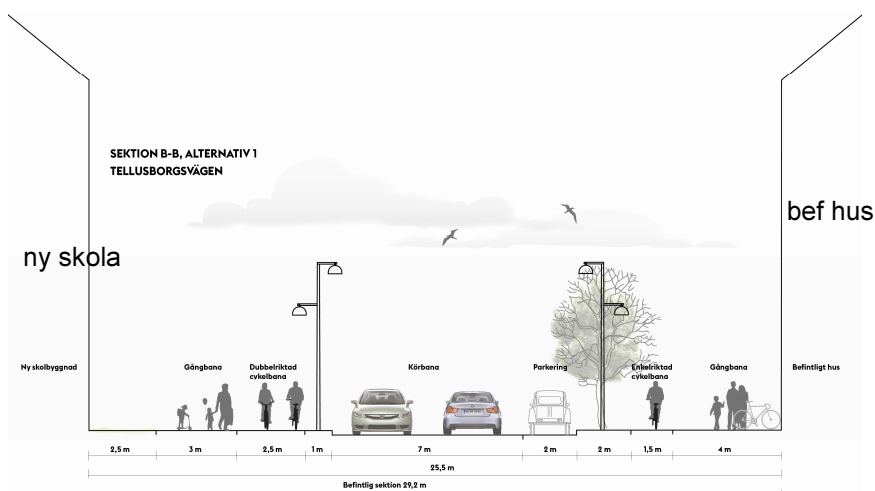 SEKTION B-B, ALTERNATIV 1
TELLUSBORGSVÄGEN
bef hus
ny skola
Ny skolbyggnad
Gångbana
Dubbelriktad
cykelbana
Körbana
Parkering
Enkelriktad
cykelbana
Gångbana
Befintligt hus
2,5 m
3 m
2,5 m
1 m
7 m
2 m
2 m
1,5 m
4 m
25,5 m
Befintlig sektion 29,2 m